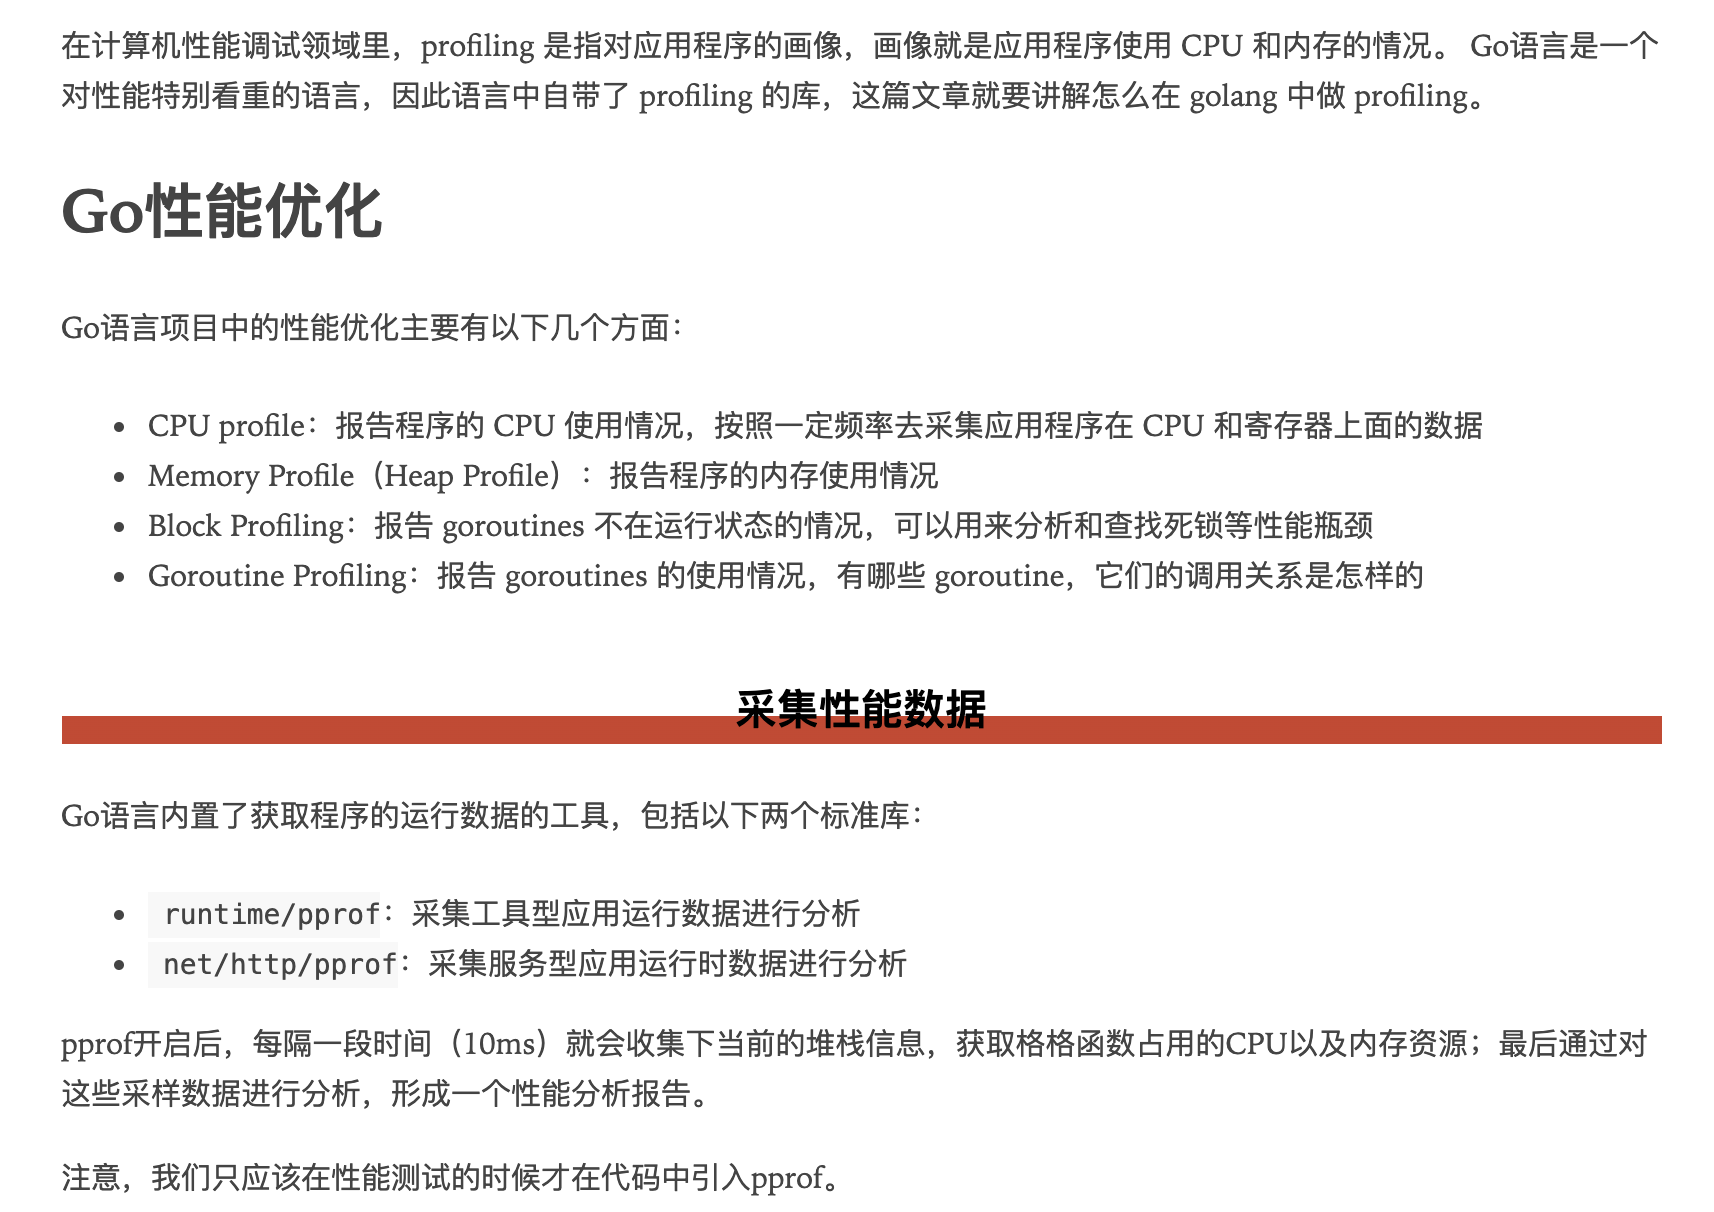 在计算机性能调试领域里，profiling 是指对应用程序的画像，画像就是应用程序使用 CPU 和内存的情况。 Go语言是一个
对性能特别看重的语言，因此语言中自带了 profiling 的库，这篇文章就要讲解怎么在 golang 中做 profiling。
Go性能优化
Go语言项目中的性能优化主要有以下几个方面：
• CPU profile：报告程序的 CPU 使用情况，按照一定频率去采集应用程序在 CPU 和寄存器上面的数据
• Memory Profile（Heap Profile）：报告程序的内存使用情况
• Block Profiling：报告 goroutines 不在运行状态的情况，可以用来分析和查找死锁等性能瓶颈
• Goroutine Profiling：报告 goroutines 的使用情况，有哪些 goroutine，它们的调用关系是怎样的
采集性能数据
Go语言内置了获取程序的运行数据的工具，包括以下两个标准库：
• runtime/pprof：采集工具型应用运行数据进行分析
• net/http/pprof：采集服务型应用运行时数据进行分析
pprof开启后，每隔一段时间（10ms）就会收集下当前的堆栈信息，获取格格函数占用的CPU以及内存资源；最后通过对
这些采样数据进行分析，形成一个性能分析报告。
注意，我们只应该在性能测试的时候才在代码中引入pprof。